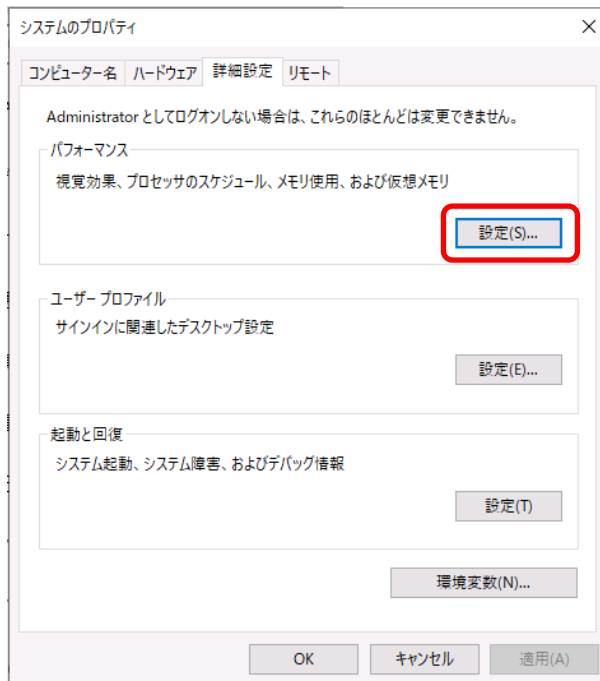 システムのプロパティ
コンピューター名 ハードウェア 詳細設定 リモート
Administrator としてログオンしない場合は、これらのほとんどは変更できません。
パフォーマンス
視覚効果、プロセッサのスケジュール、メモリ使用、および仮想メモリ
設定(S)...
ユーザー プロファイル
サインインに関連したデスクトップ設定
設定(E)...
起動と回復
システム起動、システム障害、およびデバッグ情報
設定(T)
環境変数(N)...
OK キャンセル 適用(A)